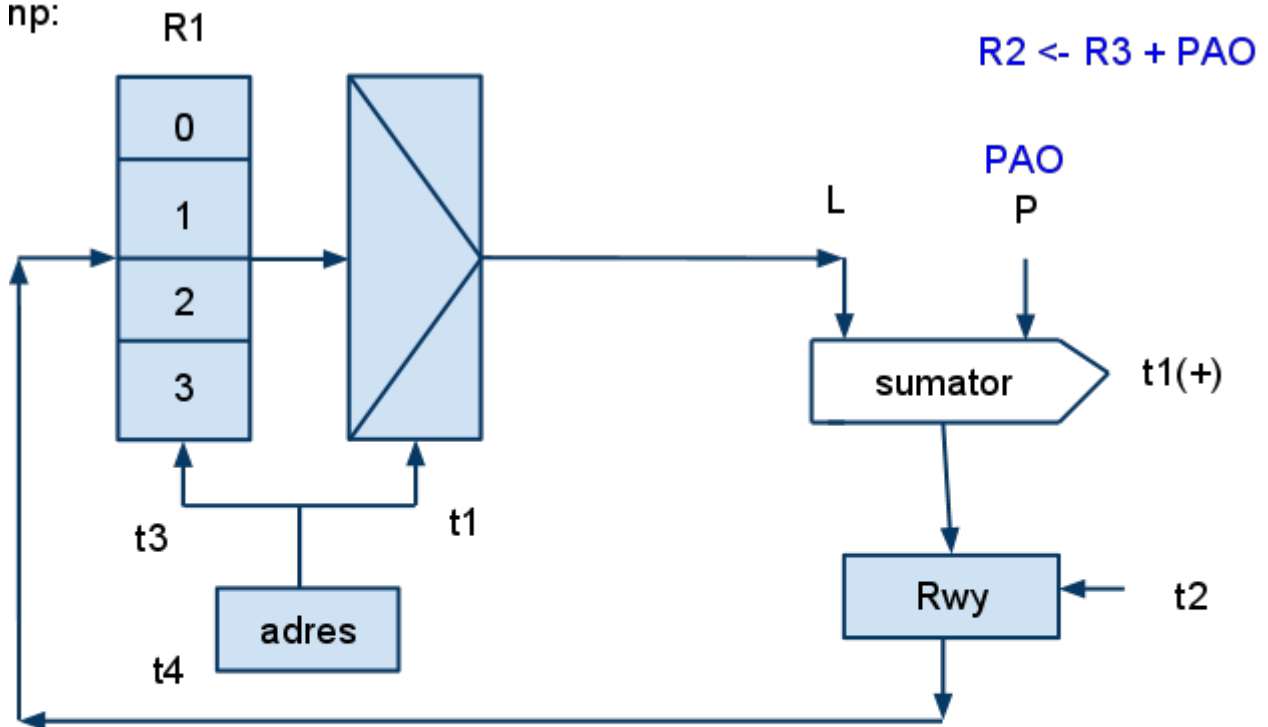 np:
R1
R2 <- R3 + PAO
0
1
2
3
PAO
L
P
sumator
t1(+)
t3
t1
adres
Rwy
t2
t4